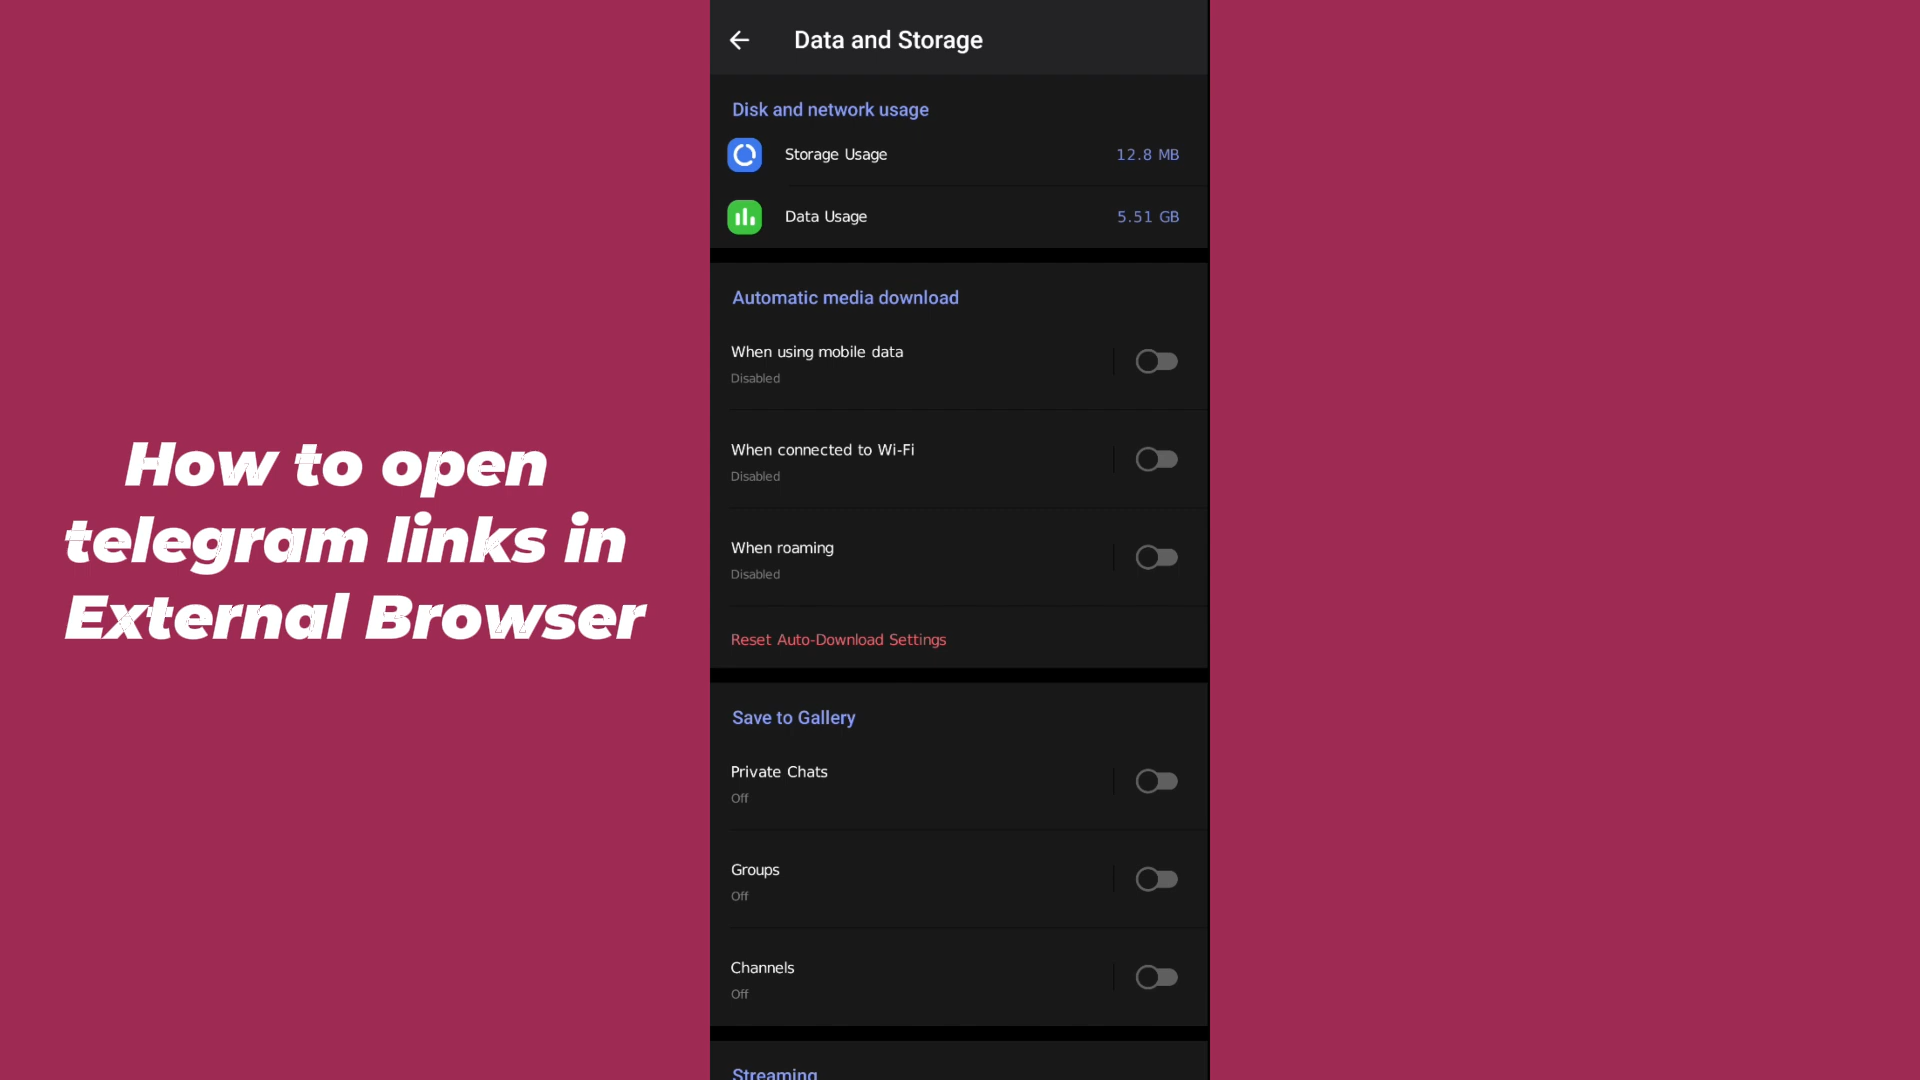 How to open
telegram links in
External Browser
Data and Storage
Disk and network usage
Storage Usage 12.8 MB
Data Usage 5.51 GB
Automatic media download
When using mobile data
Disabled
When connected to Wi-Fi
Disabled
When roaming
Disabled
Reset Auto-Download Settings
Save to Gallery
Private Chats
Off
Groups
Off
Channels
Off
Streaming